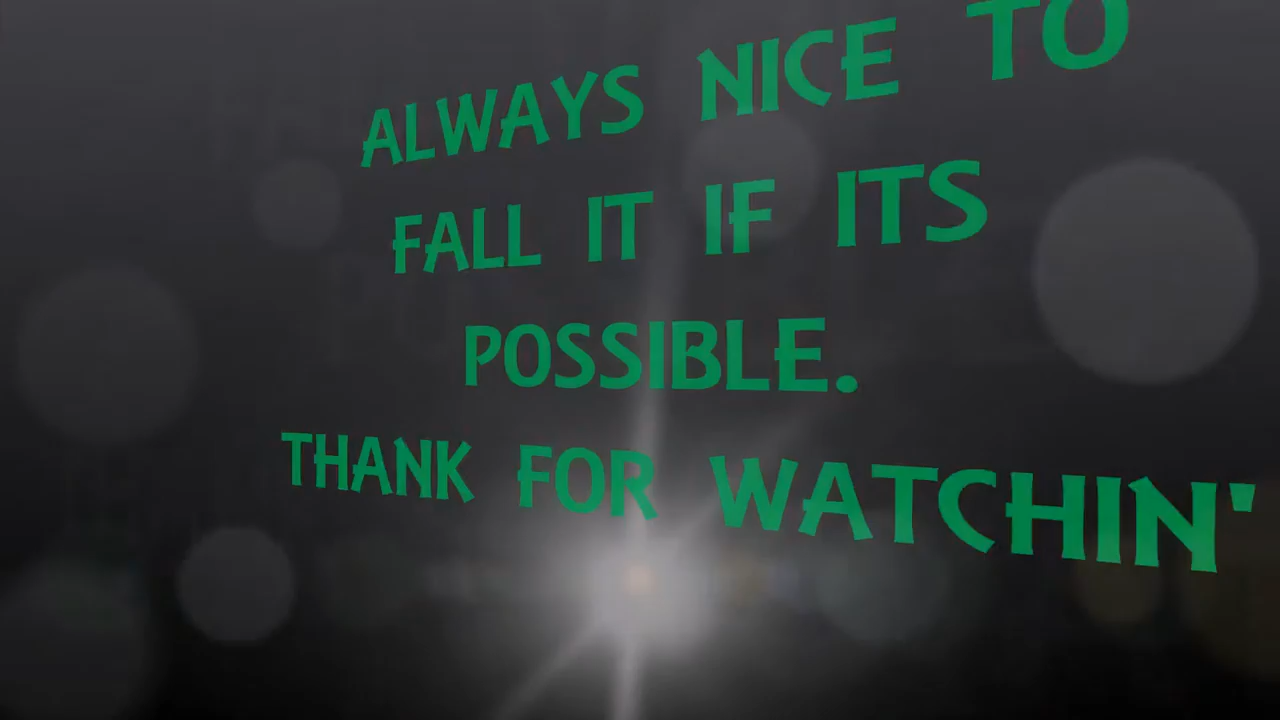 ALWAYS NICE TO
FALL IT IF ITS
POSSIBLE.
THANK FOR WATCHIN'